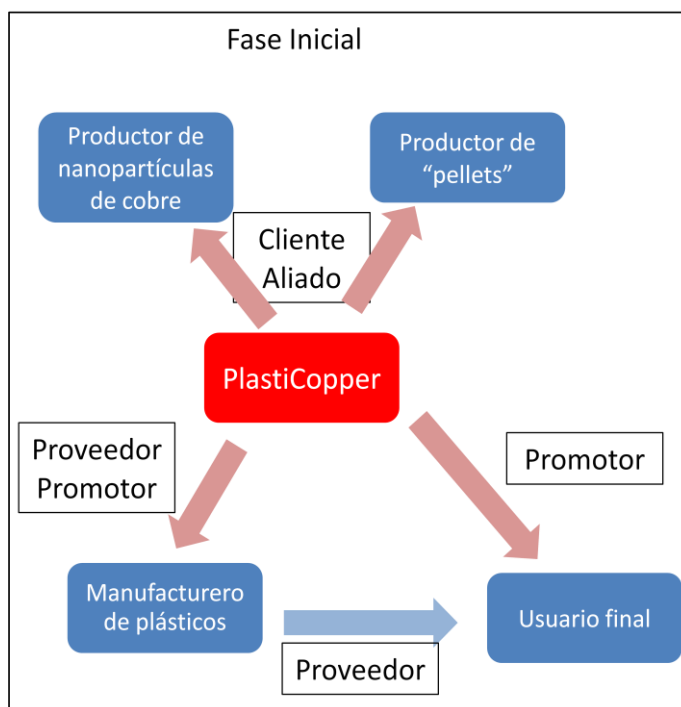 Fase Inicial
Productor de
nanopartículas
de cobre
Productor de
“pellets”
Cliente
Aliado
PlastiCopper
Proveedor
Promotor
Promotor
Manufacturero
de plásticos
Usuario final
Proveedor